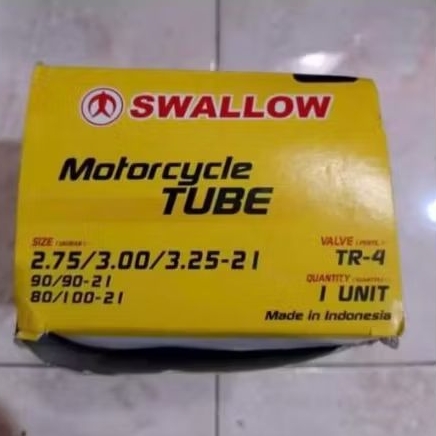 SWALLOW
Motorcycle
TUBE
SIZE
2.75/3.00/3.25-21
90/90-21
80/100-21
VALVE
TR-4
QUANTITY
1 UNIT
Made in Indonesia